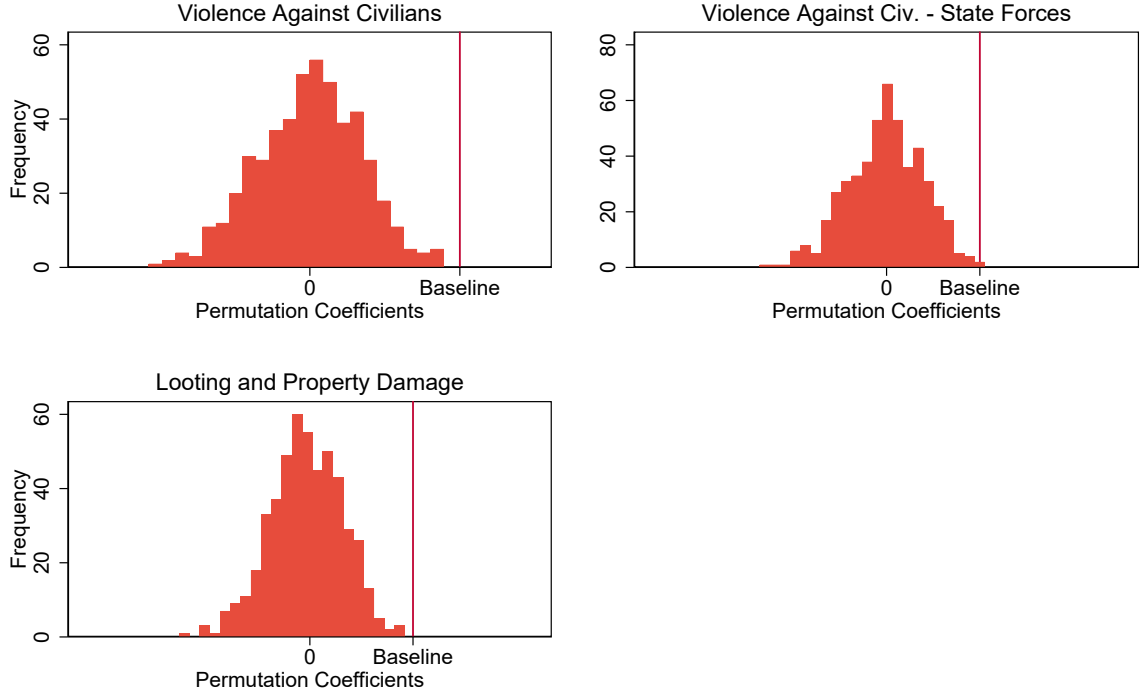 Violence Against Civilians
Frequency
60
40
20
0
0 Baseline
Permutation Coefficients
Violence Against Civ. - State Forces
80
60
40
20
0
0 Baseline
Permutation Coefficients
Looting and Property Damage
Frequency
60
40
20
0
0 Baseline
Permutation Coefficients